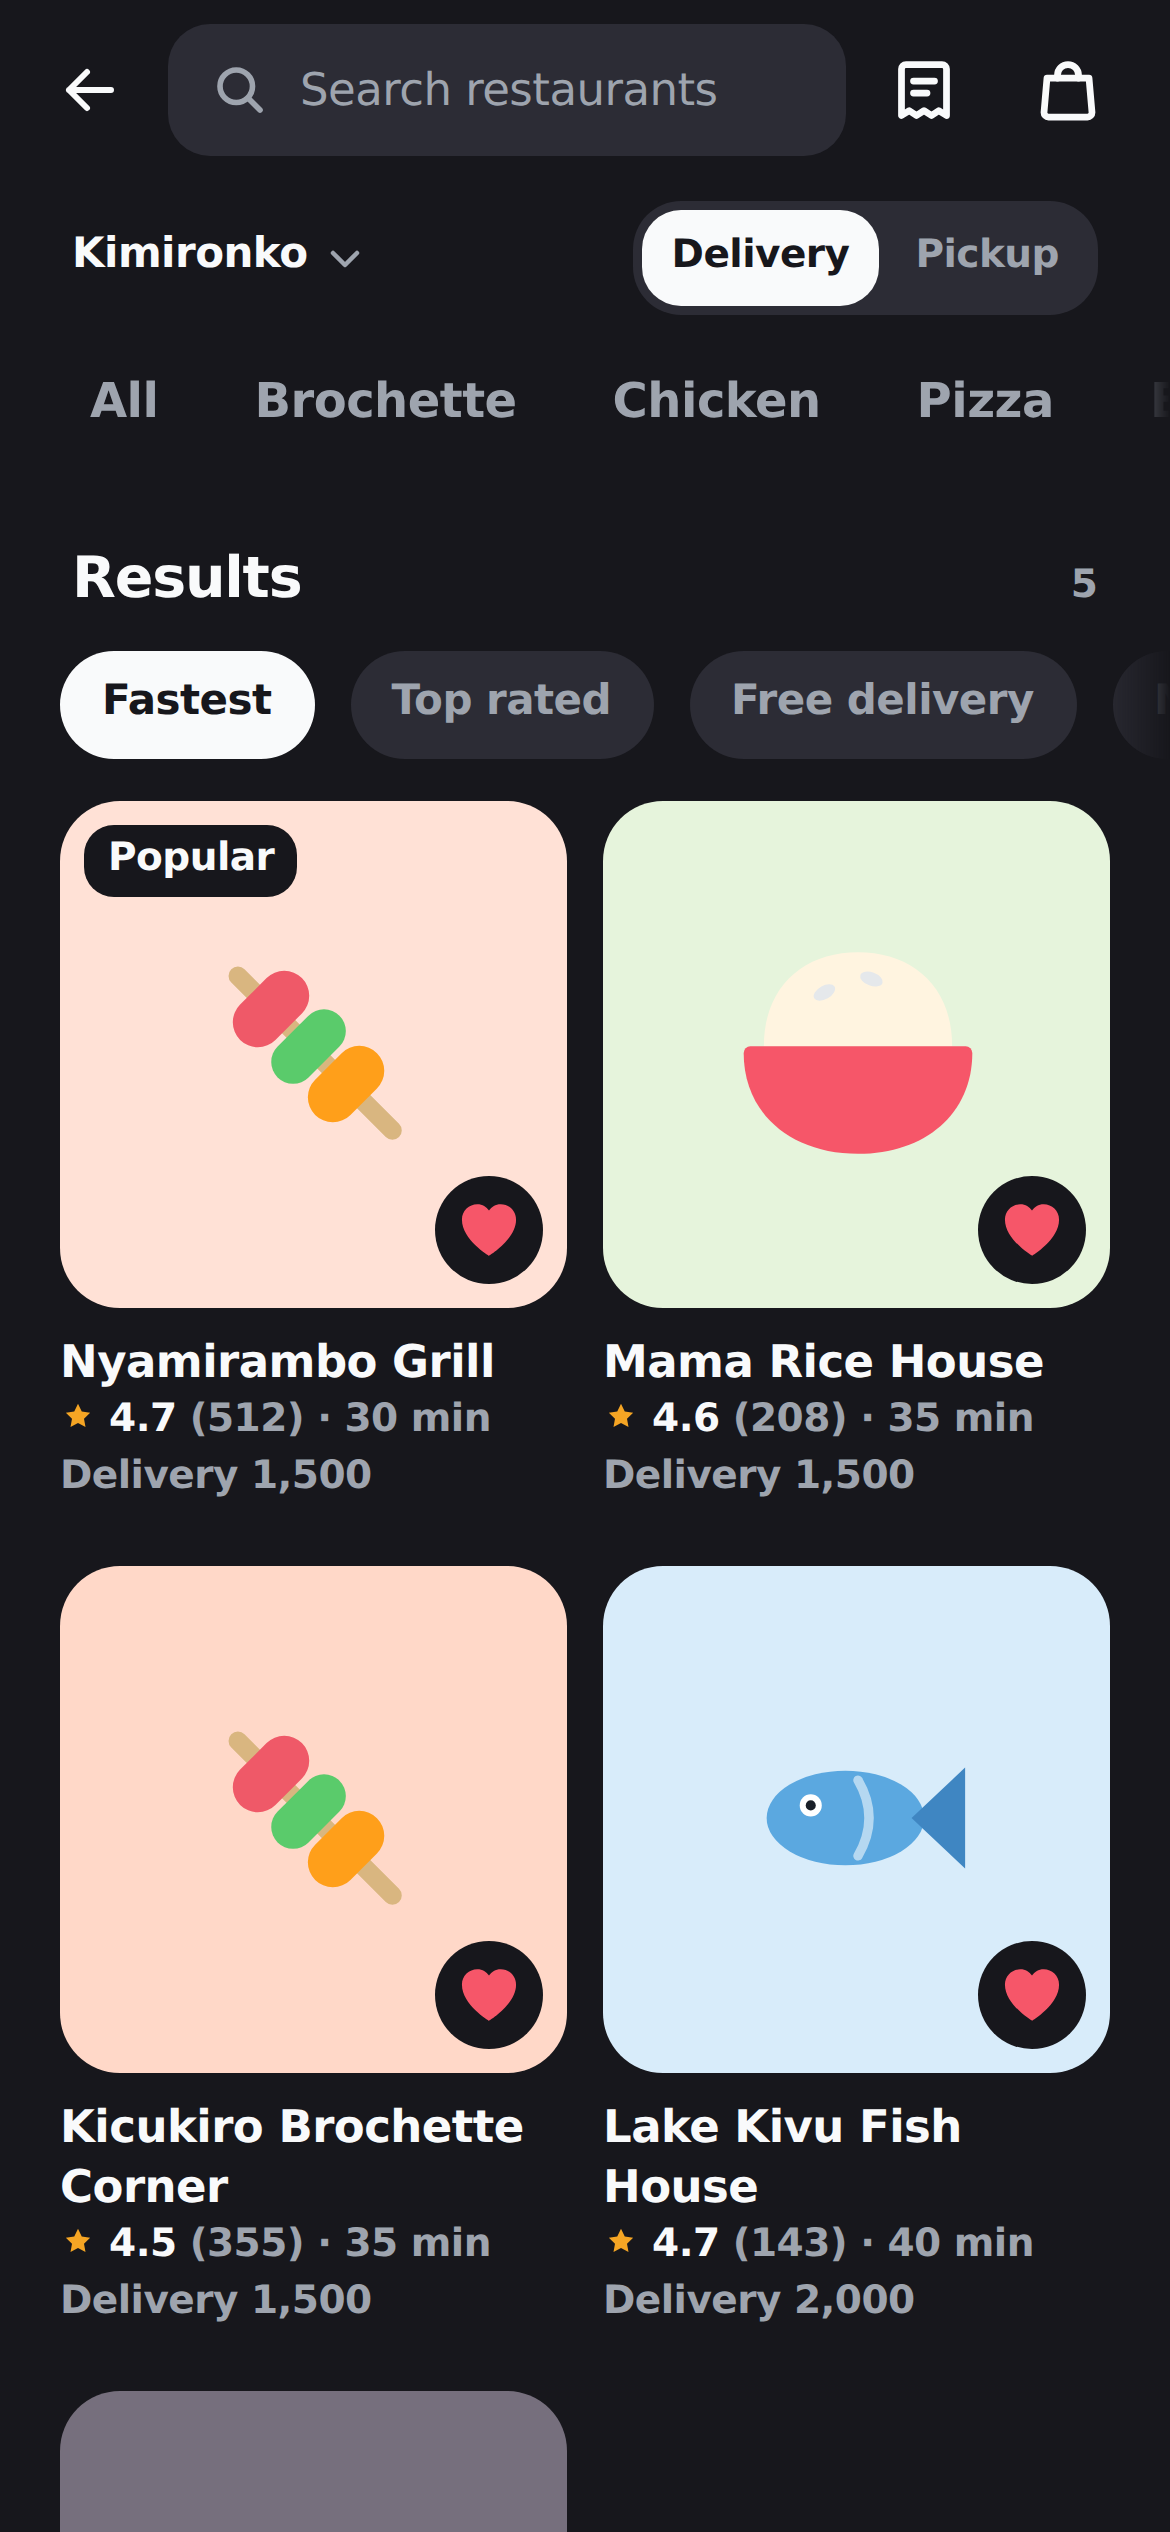 Search restaurants
Kimironko
Delivery
Pickup
All
Brochette
Chicken
Pizza
Results
5
Fastest
Top rated
Free delivery
Popular
Nyamirambo Grill
4.7 (512) · 30 min
Delivery 1,500
Mama Rice House
4.6 (208) · 35 min
Delivery 1,500
Kicukiro Brochette
Corner
4.5 (355) · 35 min
Delivery 1,500
Lake Kivu Fish
House
4.7 (143) · 40 min
Delivery 2,000